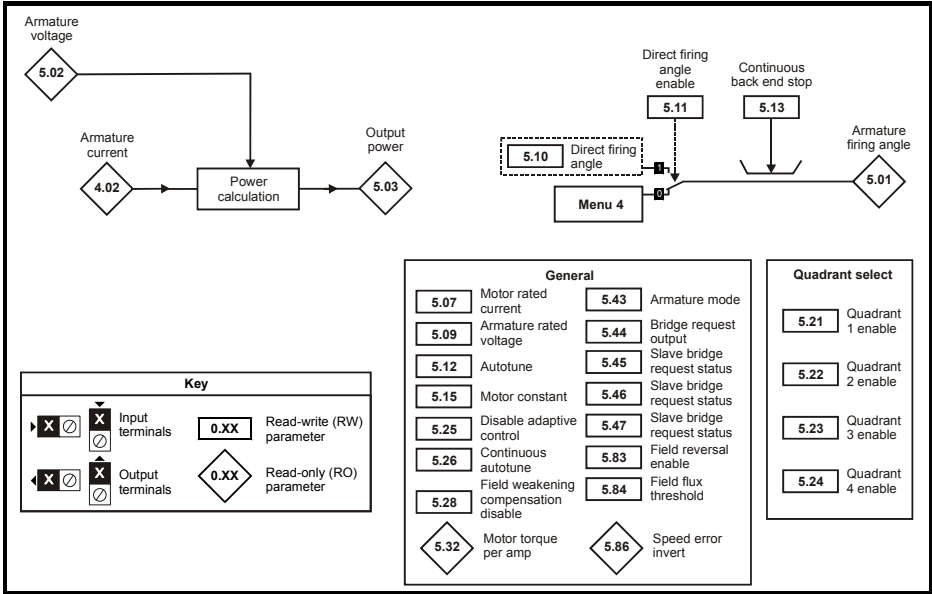 Armature
voltage
5.02
Armature
current
4.02
Power
calculation
Output
power
5.03
Direct firing
angle
enable
5.11
Continuous
back end stop
5.13
Armature
firing angle
5.01
5.10
Direct firing
angle
1
0
Menu 4
General
5.07
Motor rated
current
5.09
Armature rated
voltage
5.12
Autotune
5.15
Motor constant
5.25
Disable adaptive
control
5.26
Continuous
autotune
5.28
Field weakening
compensation
disable
5.32
Motor torque
per amp
5.43
Armature mode
5.44
Bridge request
output
5.45
Slave bridge
request status
5.46
Slave bridge
request status
5.47
Slave bridge
request status
5.83
Field reversal
enable
5.84
Field flux
threshold
5.86
Speed error
invert
Quadrant select
5.21
Quadrant
1 enable
5.22
Quadrant
2 enable
5.23
Quadrant
3 enable
5.24
Quadrant
4 enable
Key
X
X
Input
terminals
0.XX
Read-write (RW)
parameter
X
X
Output
terminals
0.XX
Read-only (RO)
parameter